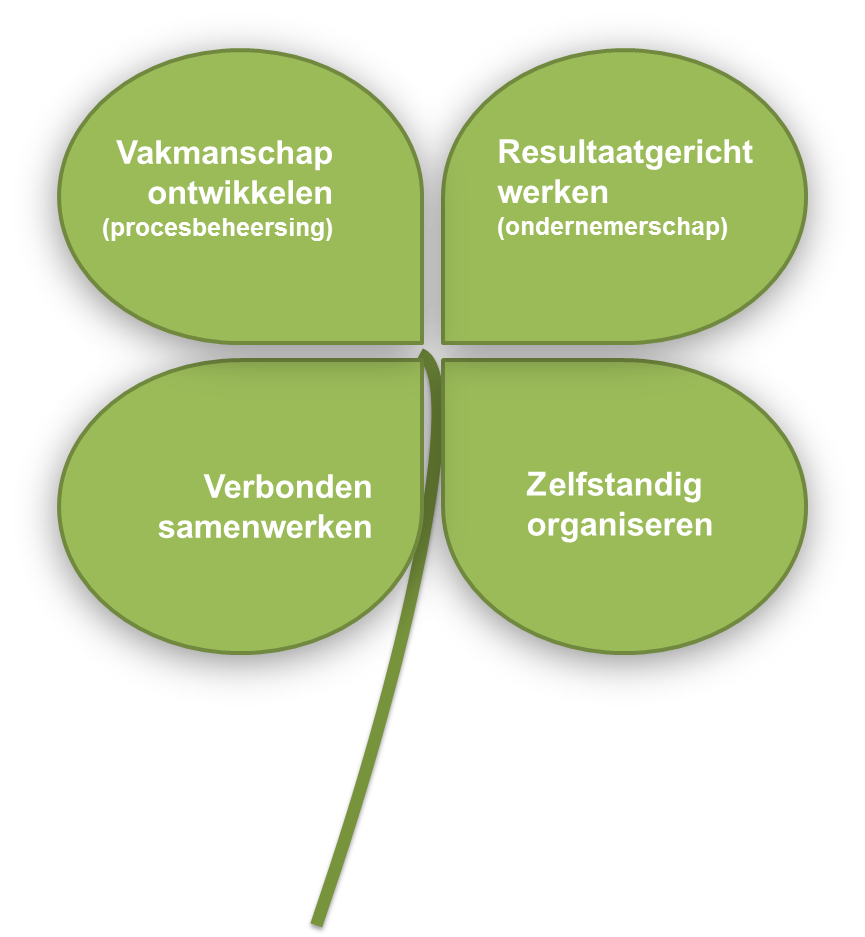 Vakmanschap
ontwikkelen
(procesbeheersing)
Resultaatgericht
werken
(ondernemerschap)
Verbonden
samenwerken
Zelfstandig
organiseren